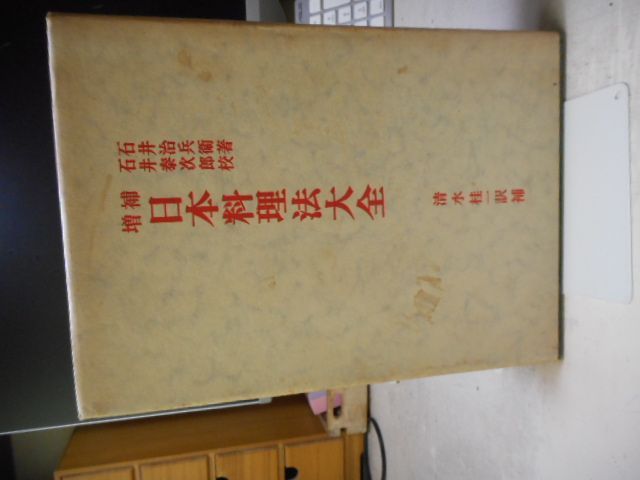 石井治兵衛著
石井泰次郎校
増補 日本料理法大全
清水桂一訳補